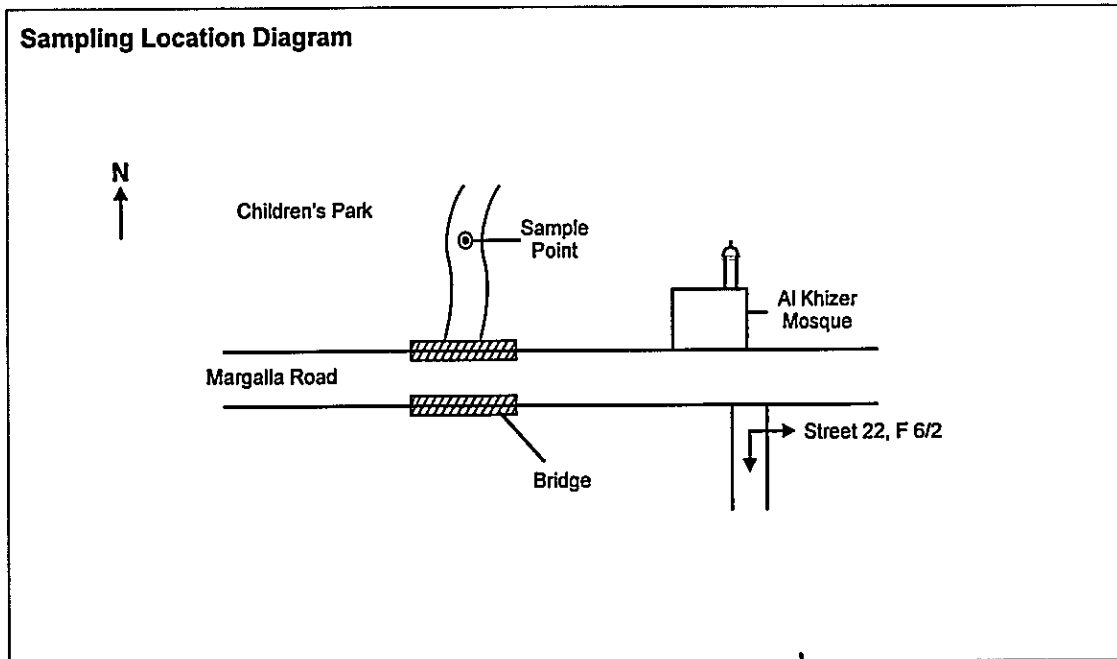 Sampling Location Diagram
N
Children's Park
Sample
Point
Al Khizer
Mosque
Margalla Road
Street 22, F 6/2
Bridge